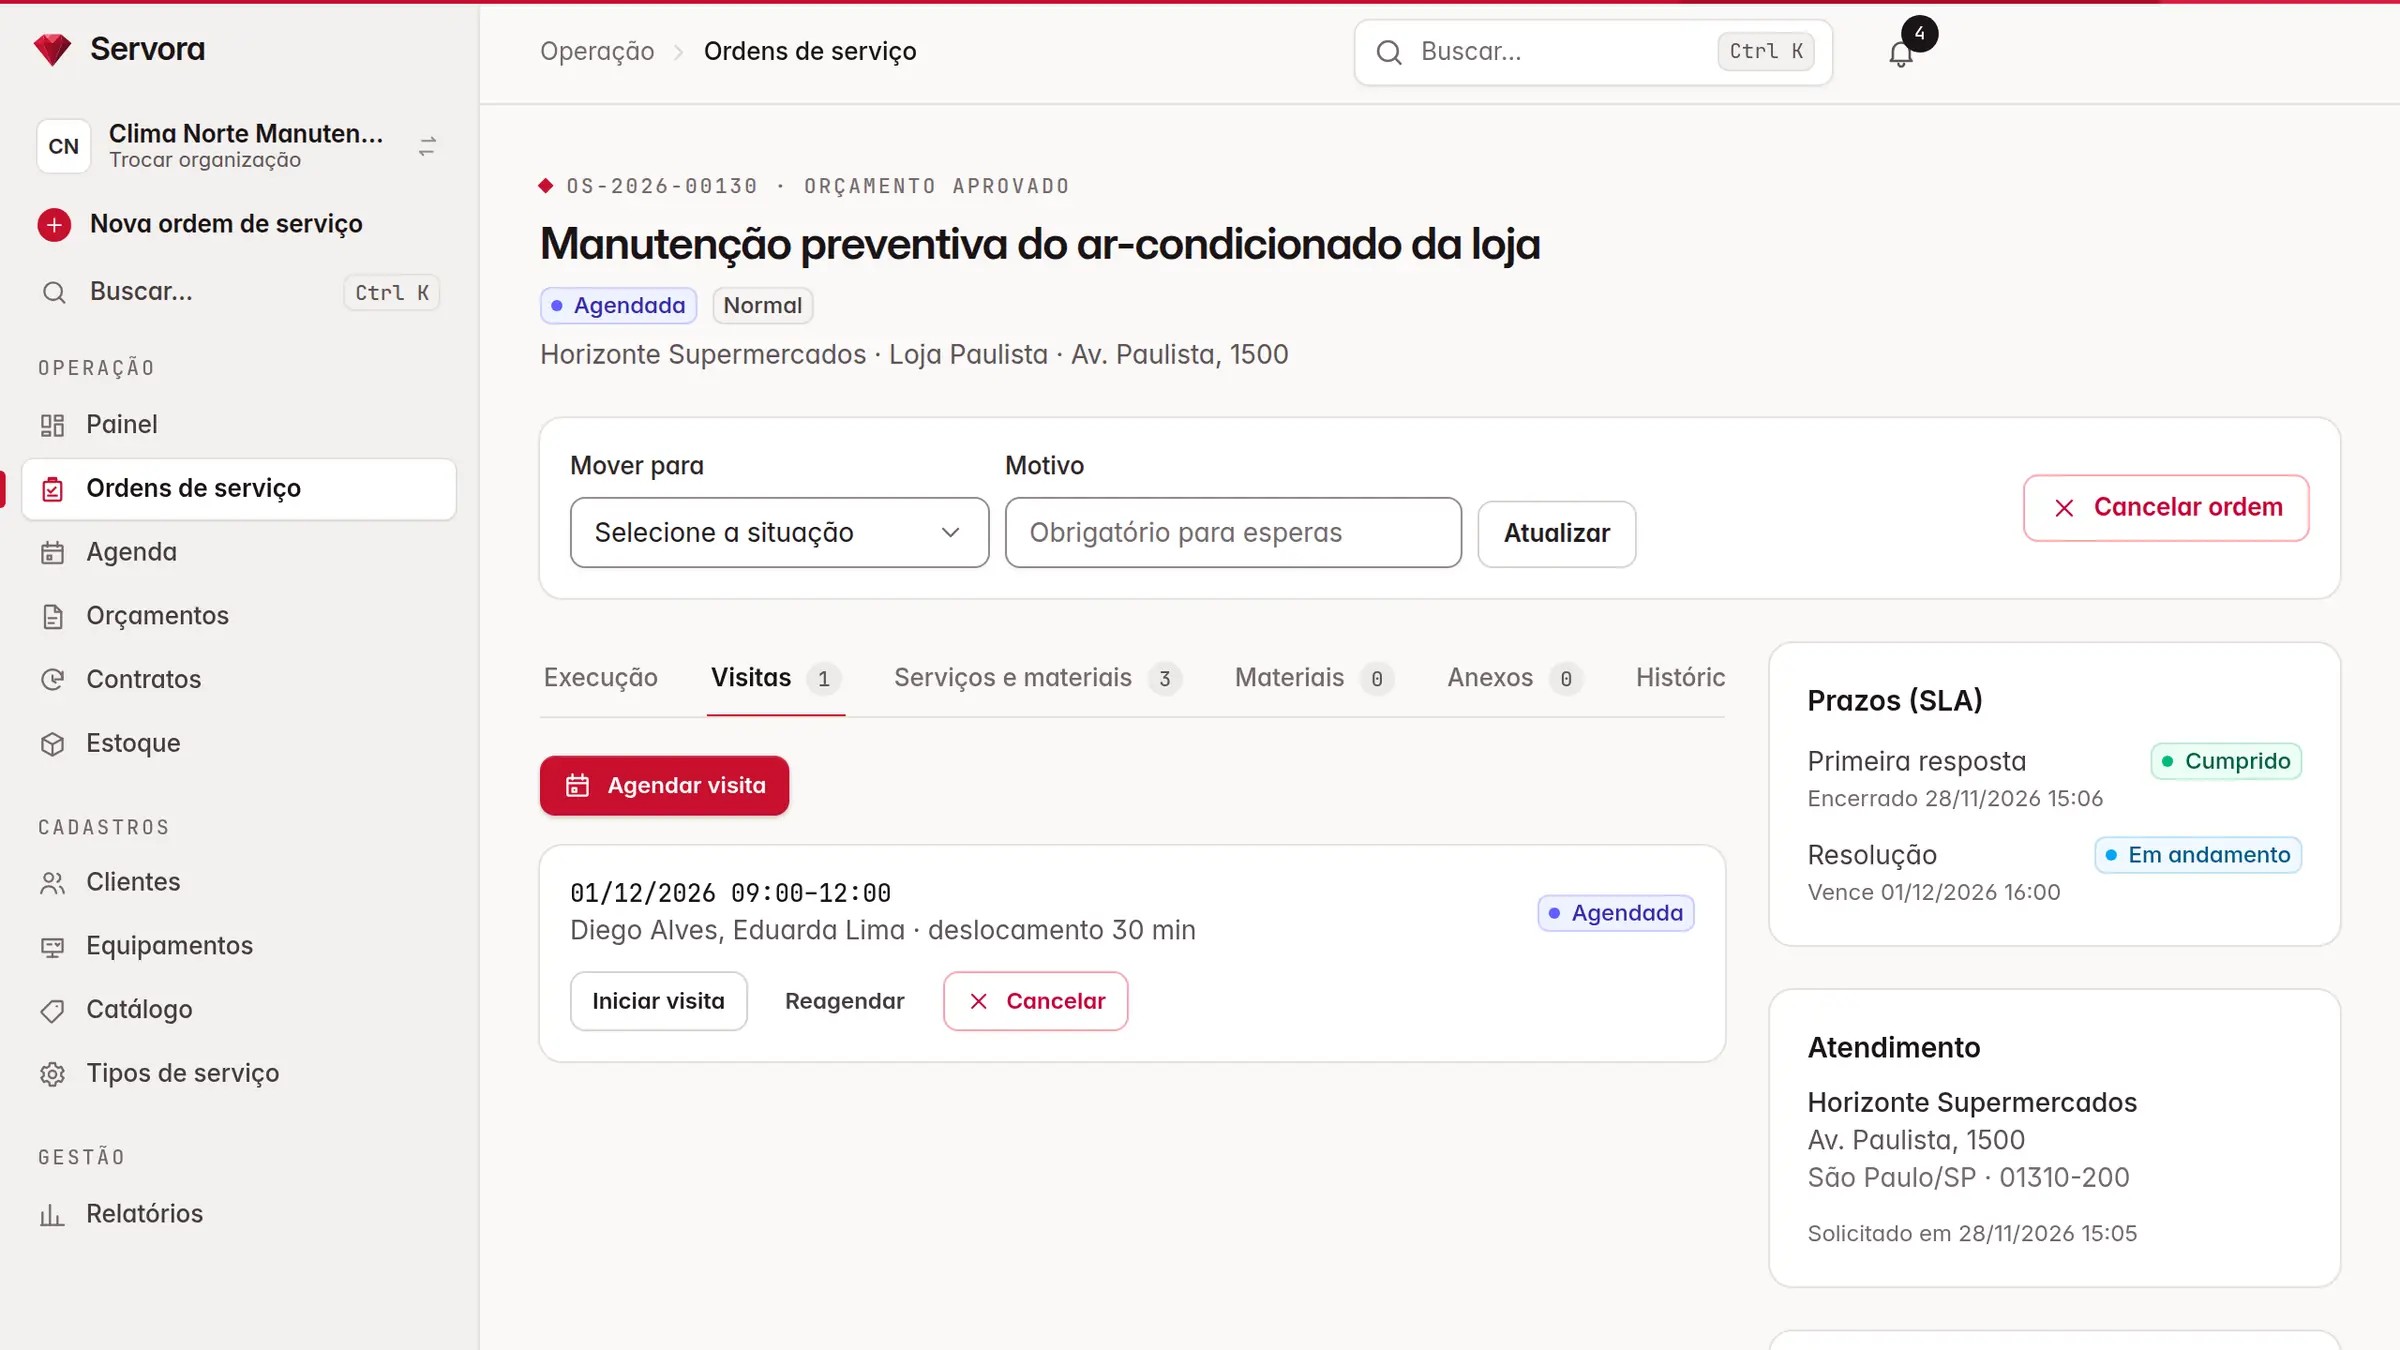 Servora
CN
Clima Norte Manuten...
Trocar organização
Nova ordem de serviço
Buscar...
Ctrl K
OPERAÇÃO
Painel
Ordens de serviço
Agenda
Orçamentos
Contratos
Estoque
CADASTROS
Clientes
Equipamentos
Catálogo
Tipos de serviço
GESTÃO
Relatórios
Operação
Ordens de serviço
Buscar...
Ctrl K
4
OS-2026-00130 · ORÇAMENTO APROVADO
Manutenção preventiva do ar-condicionado da loja
Agendada
Normal
Horizonte Supermercados · Loja Paulista · Av. Paulista, 1500
Mover para
Selecione a situação
Motivo
Obrigatório para esperas
Atualizar
Cancelar ordem
Execução
Visitas 1
Serviços e materiais 3
Materiais 0
Anexos 0
Históric
Agendar visita
01/12/2026 09:00–12:00
Diego Alves, Eduarda Lima · deslocamento 30 min
Agendada
Iniciar visita
Reagendar
Cancelar
Prazos (SLA)
Primeira resposta
Cumprido
Encerrado 28/11/2026 15:06
Resolução
Em andamento
Vence 01/12/2026 16:00
Atendimento
Horizonte Supermercados
Av. Paulista, 1500
São Paulo/SP · 01310-200
Solicitado em 28/11/2026 15:05